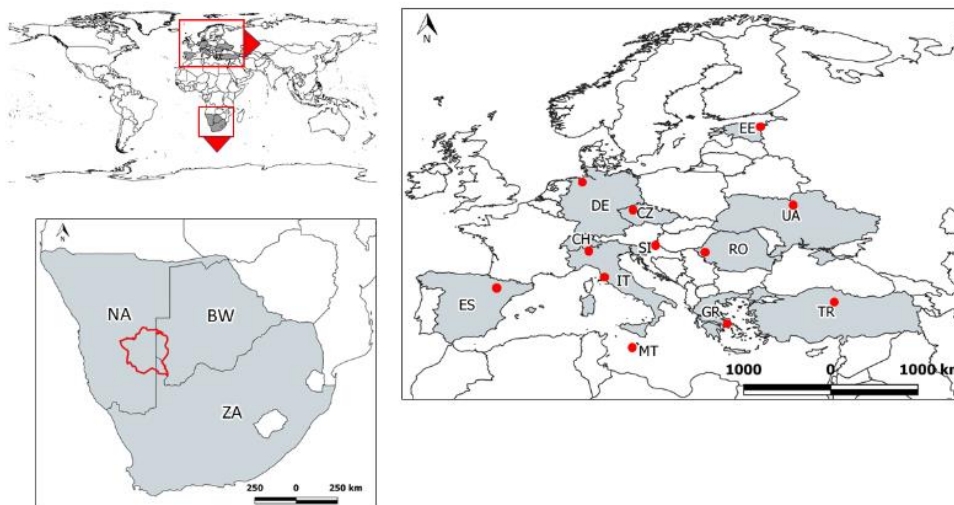 N
EE
DE
CZ
UA
CH
SI
RO
IT
ES
GR
TR
MT
1000 0 1000 km
N
NA
BW
ZA
250 0 250 km